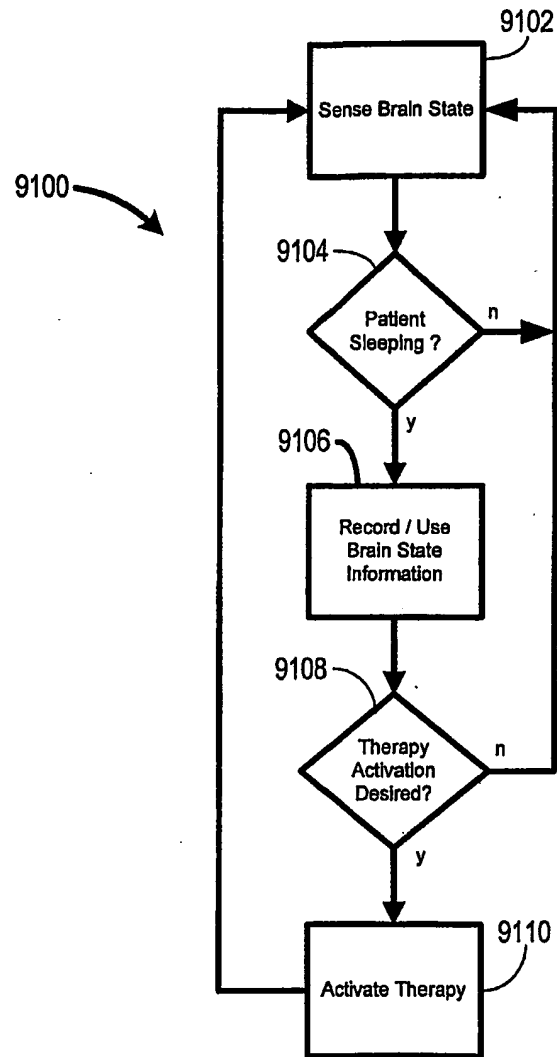 9102
Sense Brain State
9100
9104
Patient
Sleeping ?
n
y
9106
Record / Use
Brain State
Information
9108
Therapy
Activation
Desired?
n
y
9110
Activate Therapy